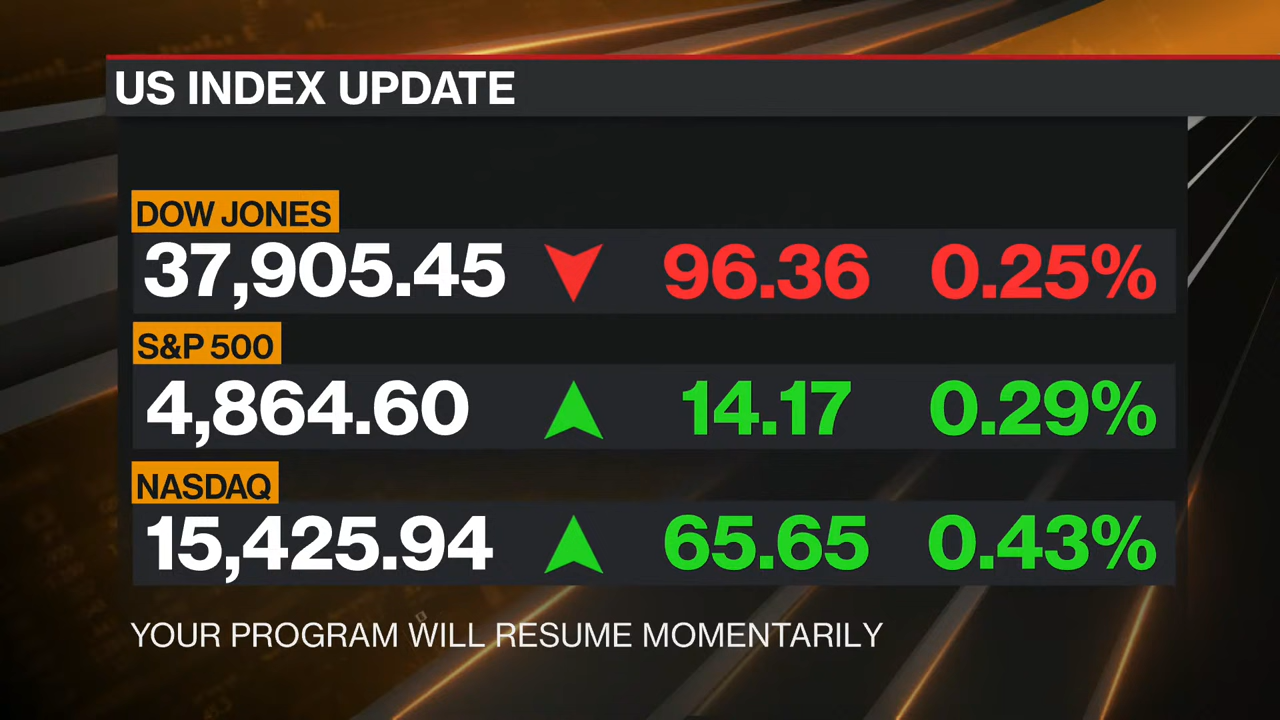 US INDEX UPDATE
DOW JONES
37,905.45 96.36 0.25%
S&P 500
4,864.60 14.17 0.29%
NASDAQ
15,425.94 65.65 0.43%
YOUR PROGRAM WILL RESUME MOMENTARILY